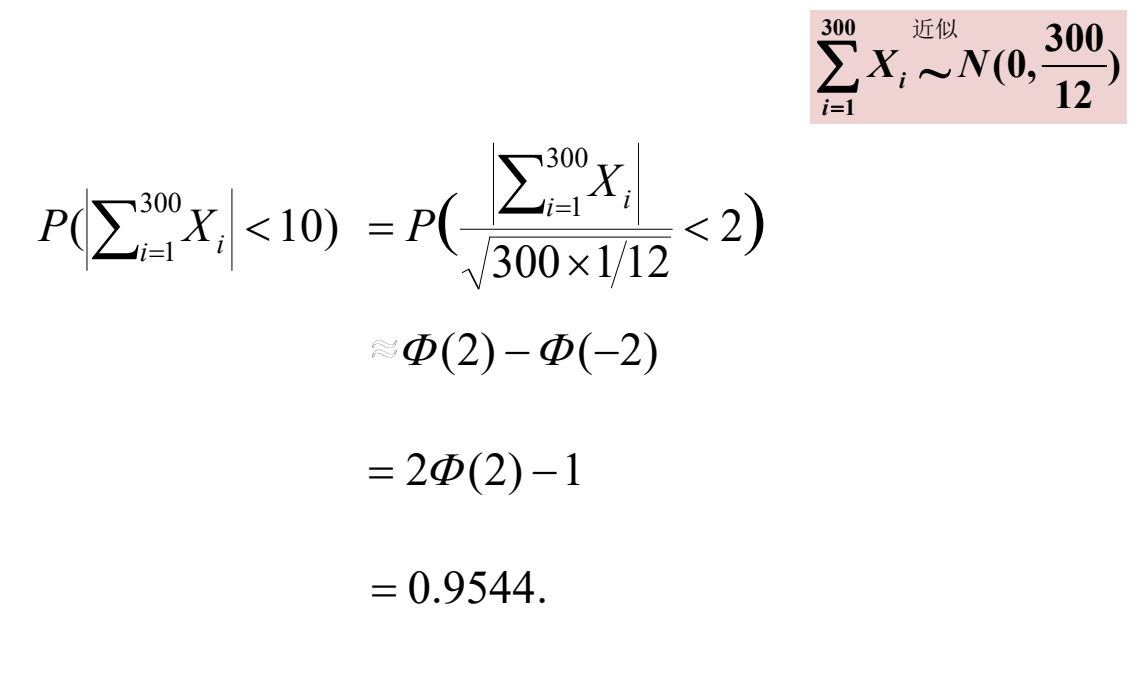 ∑_{i=1}^{300} X_i ~(近似) N(0, 300/12)
P(|∑_{i=1}^{300} X_i| < 10) = P(|∑_{i=1}^{300} X_i| / √(300×1/12) < 2)
≈ Φ(2) − Φ(−2)
= 2Φ(2) − 1
= 0.9544.